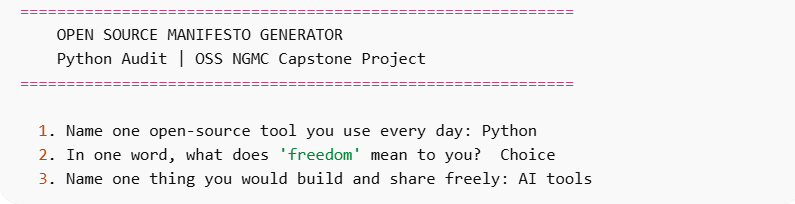 ============================================================
OPEN SOURCE MANIFESTO GENERATOR
Python Audit | OSS NGMC Capstone Project
============================================================
1. Name one open-source tool you use every day: Python
2. In one word, what does 'freedom' mean to you?  Choice
3. Name one thing you would build and share freely: AI tools